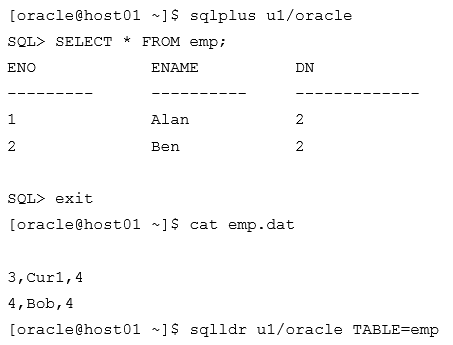 [oracle@host01 ~]$ sqlplus u1/oracle
SQL> SELECT * FROM emp;
ENO ENAME DN
--------- ---------- -------------
1 Alan 2
2 Ben 2
SQL> exit
[oracle@host01 ~]$ cat emp.dat
3,Cur1,4
4,Bob,4
[oracle@host01 ~]$ sqlldr u1/oracle TABLE=emp